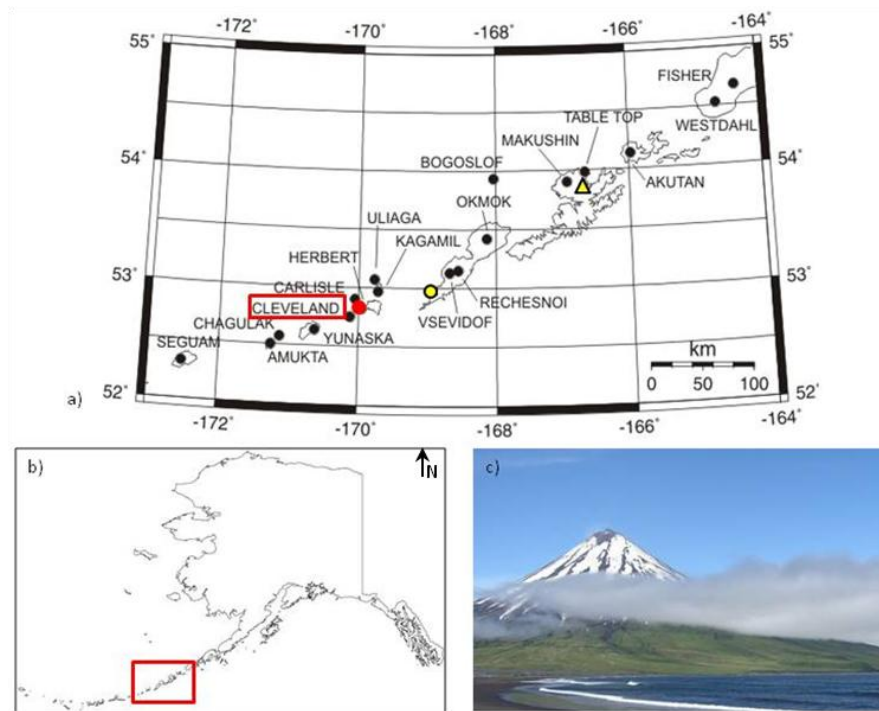 -172° -170° -168° -166° -164°
55° 55°
FISHER
TABLE TOP
WESTDAHL
MAKUSHIN
54° 54°
BOGOSLOF
AKUTAN
OKMOK
ULIAGA
KAGAMIL
HERBERT
53° 53°
CARLISLE
CLEVELAND
RECHESNOI
VSEVIDOF
CHAGULAK
YUNASKA
SEGUAM
AMUKTA
km
0 50 100
52° 52°
a)
-172° -170° -168° -166° -164°
b)
N
c)